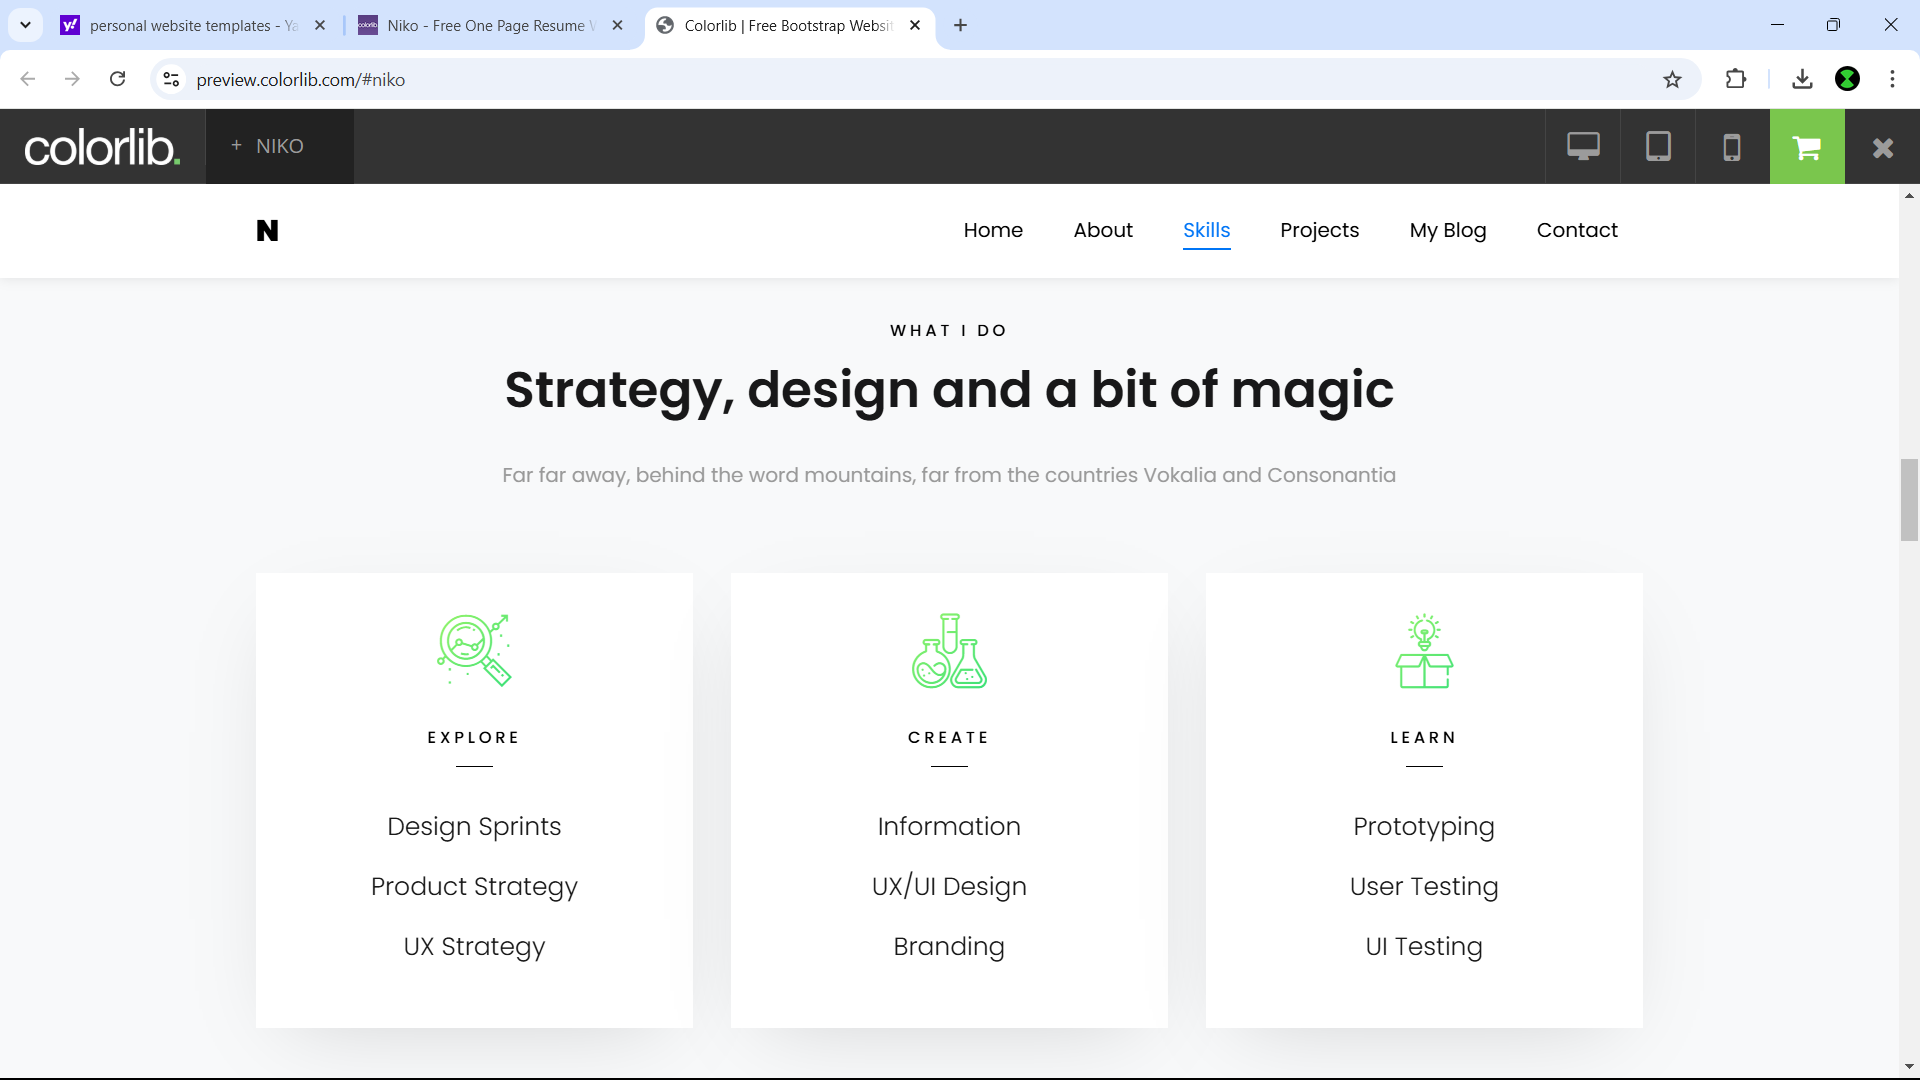 personal website templates - Ya
Niko - Free One Page Resume W
Colorlib | Free Bootstrap Websit
preview.colorlib.com/#niko
colorlib.
+ NIKO
N
Home
About
Skills
Projects
My Blog
Contact
WHAT I DO
Strategy, design and a bit of magic
Far far away, behind the word mountains, far from the countries Vokalia and Consonantia
EXPLORE
Design Sprints
Product Strategy
UX Strategy
CREATE
Information
UX/UI Design
Branding
LEARN
Prototyping
User Testing
UI Testing